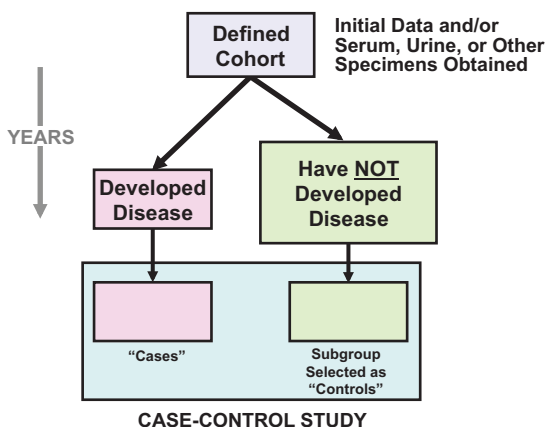 Defined
Cohort
Initial Data and/or
Serum, Urine, or Other
Specimens Obtained
YEARS
Developed
Disease
Have NOT
Developed
Disease
“Cases”
Subgroup
Selected as
“Controls”
CASE-CONTROL STUDY